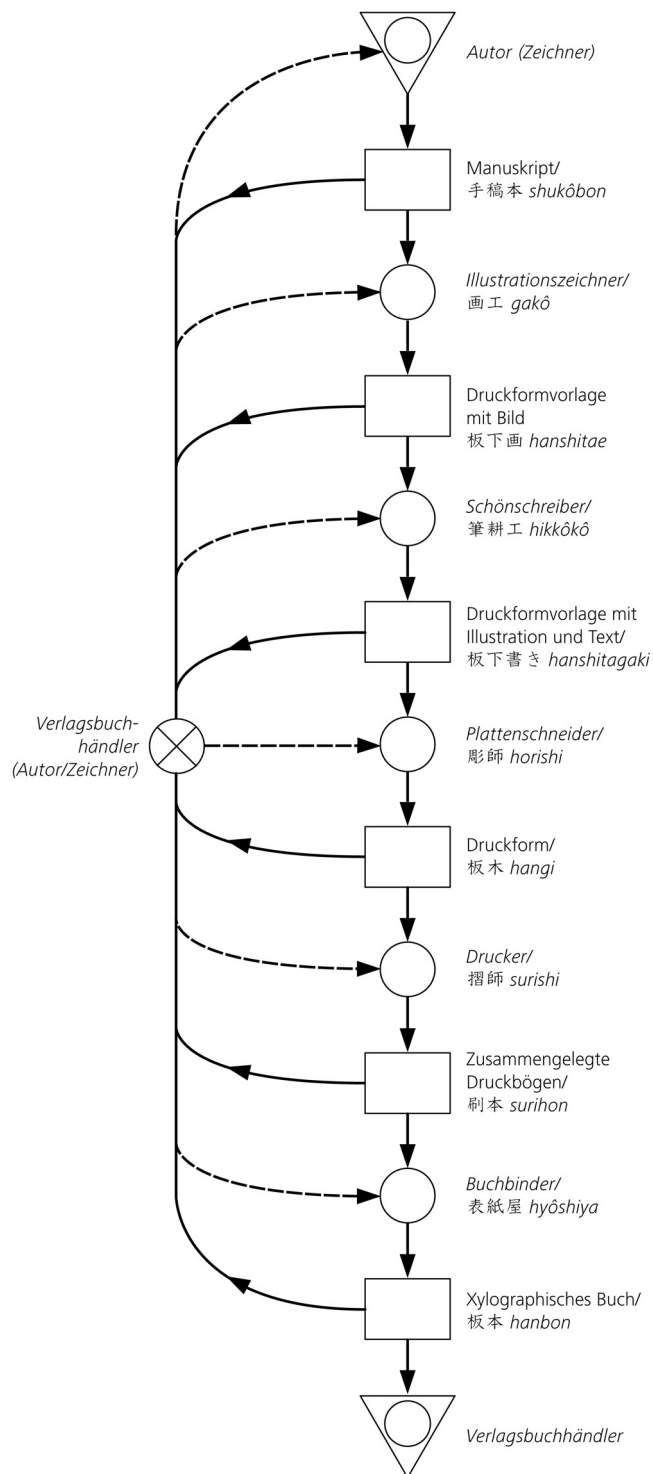 Autor (Zeichner)
Manuskript/
手稿本 shukôbon
Illustrationszeichner/
画工 gakô
Druckformvorlage
mit Bild
板下画 hanshitae
Schönschreiber/
筆耕工 hikkôkô
Druckformvorlage mit
Illustration und Text/
板下書き hanshitagaki
Verlagsbuch-
händler
(Autor/Zeichner)
Plattenschneider/
彫師 horishi
Druckform/
板木 hangi
Drucker/
摺師 surishi
Zusammengelegte
Druckbögen/
刷本 surihon
Buchbinder/
表紙屋 hyôshiya
Xylographisches Buch/
板本 hanbon
Verlagsbuchhändler